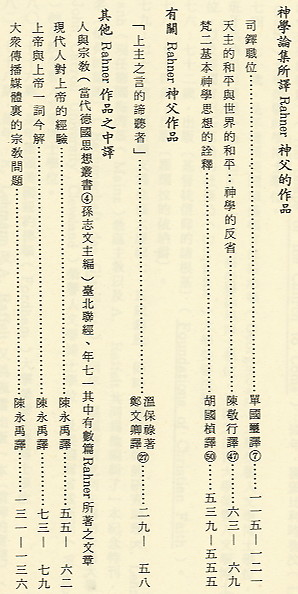 神學論集所譯 Rahner 神父的作品
司鐸職位……………………單國璽譯⑦……一一五—一二一
天主的和平與世界的和平:神學的反省……………………陳敬行譯㊼……六三—六九
梵二基本神學思想的詮釋……………………胡國楨譯㊿……五三九—五五五
有關 Rahner 神父作品
「上主之言的諦聽者」……………………溫保祿著 鄭文卿譯㉗……二九—五八
其他 Rahner 作品之中譯
人與宗教(當代德國思想叢書④孫志文主編)臺北聯經、年七一其中有數篇 Rahner 所著之文章
現代人對上帝的經驗……………………陳永禹譯……五五—六二
上帝與上帝一詞今解……………………陳永禹譯……七三—七九
大衆傳播媒體裏的宗教問題……………………陳永禹譯……一三一—一三六